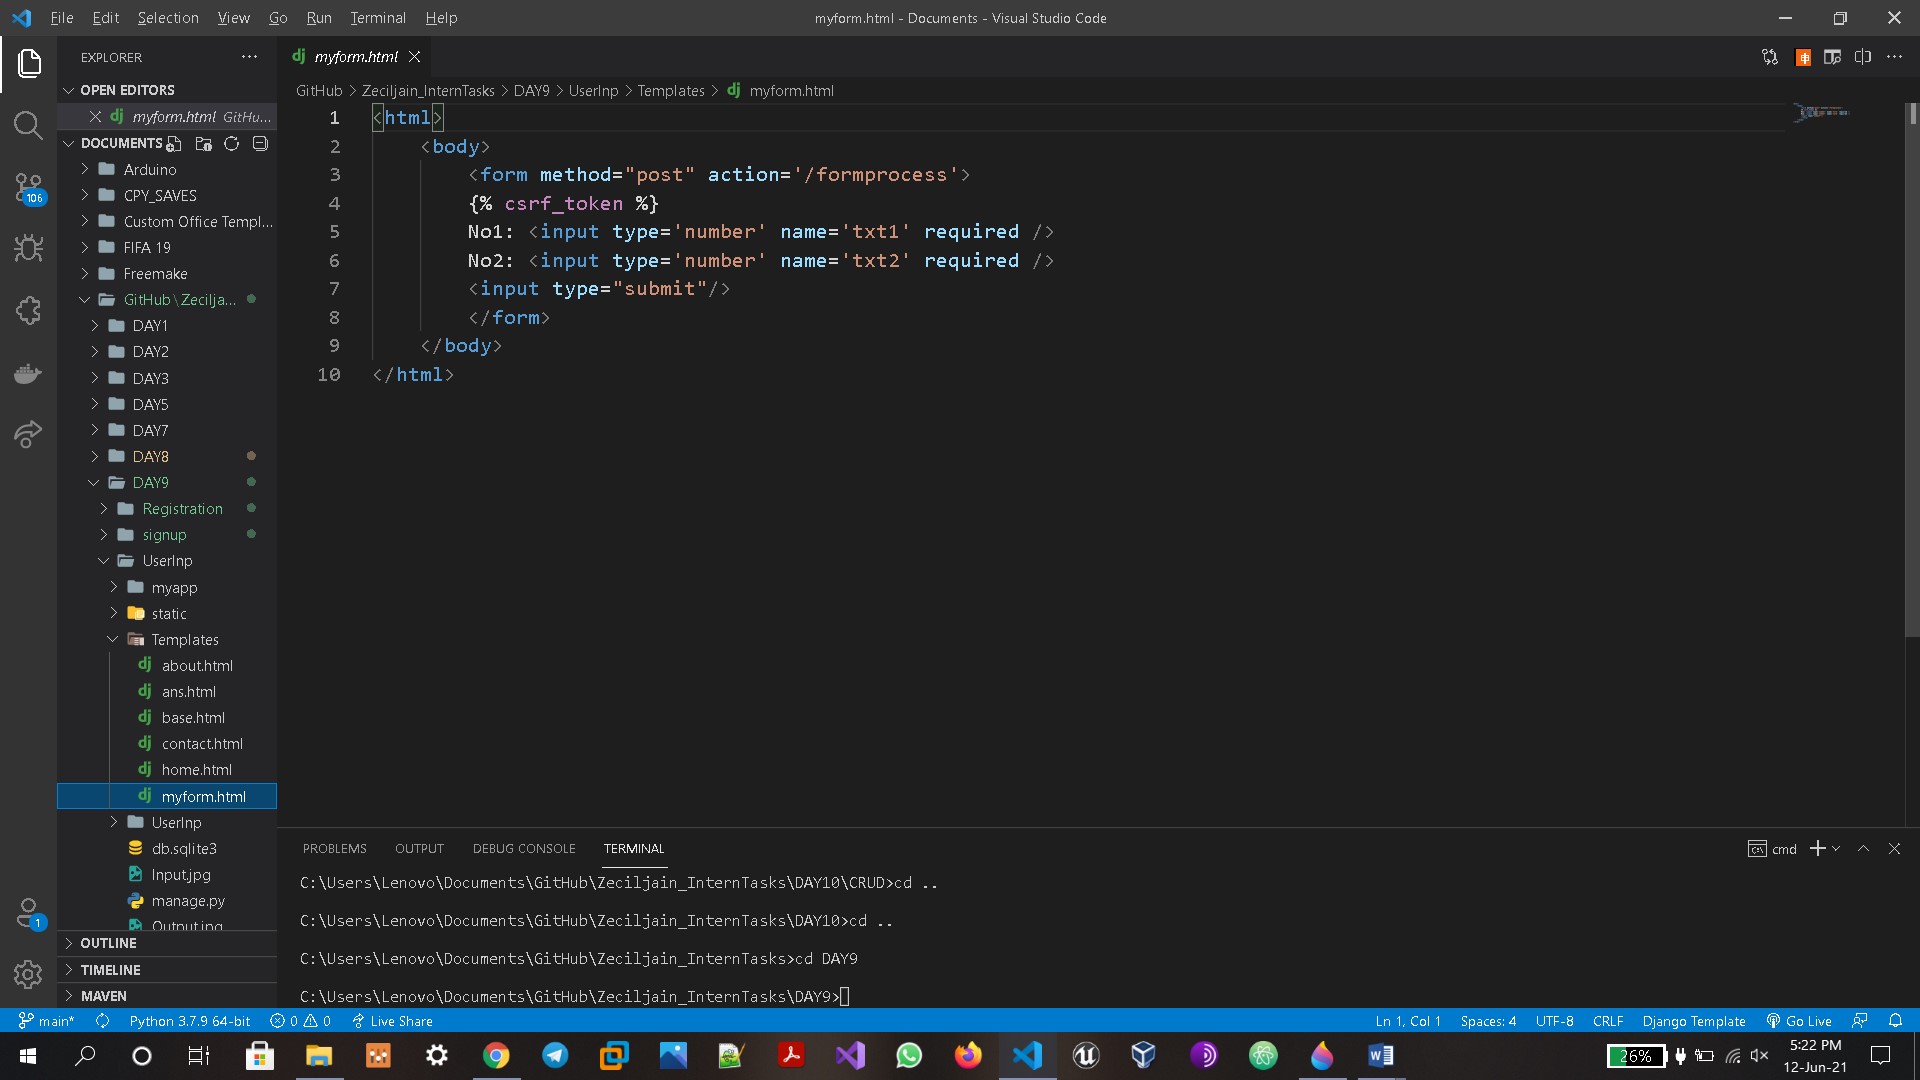 File Edit Selection View Go Run Terminal Help
myform.html - Documents - Visual Studio Code
EXPLORER
OPEN EDITORS
myform.html GitHu...
DOCUMENTS
Arduino
CPY_SAVES
Custom Office Templ...
FIFA 19
Freemake
GitHub\Zecilja...
DAY1
DAY2
DAY3
DAY5
DAY7
DAY8
DAY9
Registration
signup
UserInp
myapp
static
Templates
about.html
ans.html
base.html
contact.html
home.html
myform.html
UserInp
db.sqlite3
Input.jpg
manage.py
Output.jpg
OUTLINE
TIMELINE
MAVEN
106
1
myform.html
GitHub > Zeciljain_InternTasks > DAY9 > UserInp > Templates > myform.html
1 <html>
2 <body>
3 <form method="post" action='/formprocess'>
4 {% csrf_token %}
5 No1: <input type='number' name='txt1' required />
6 No2: <input type='number' name='txt2' required />
7 <input type="submit"/>
8 </form>
9 </body>
10 </html>
PROBLEMS OUTPUT DEBUG CONSOLE TERMINAL
cmd
C:\Users\Lenovo\Documents\GitHub\Zeciljain_InternTasks\DAY10\CRUD>cd ..
C:\Users\Lenovo\Documents\GitHub\Zeciljain_InternTasks\DAY10>cd ..
C:\Users\Lenovo\Documents\GitHub\Zeciljain_InternTasks>cd DAY9
C:\Users\Lenovo\Documents\GitHub\Zeciljain_InternTasks\DAY9>
main* Python 3.7.9 64-bit 0 0 Live Share
Ln 1, Col 1 Spaces: 4 UTF-8 CRLF Django Template Go Live
26%
5:22 PM
12-Jun-21